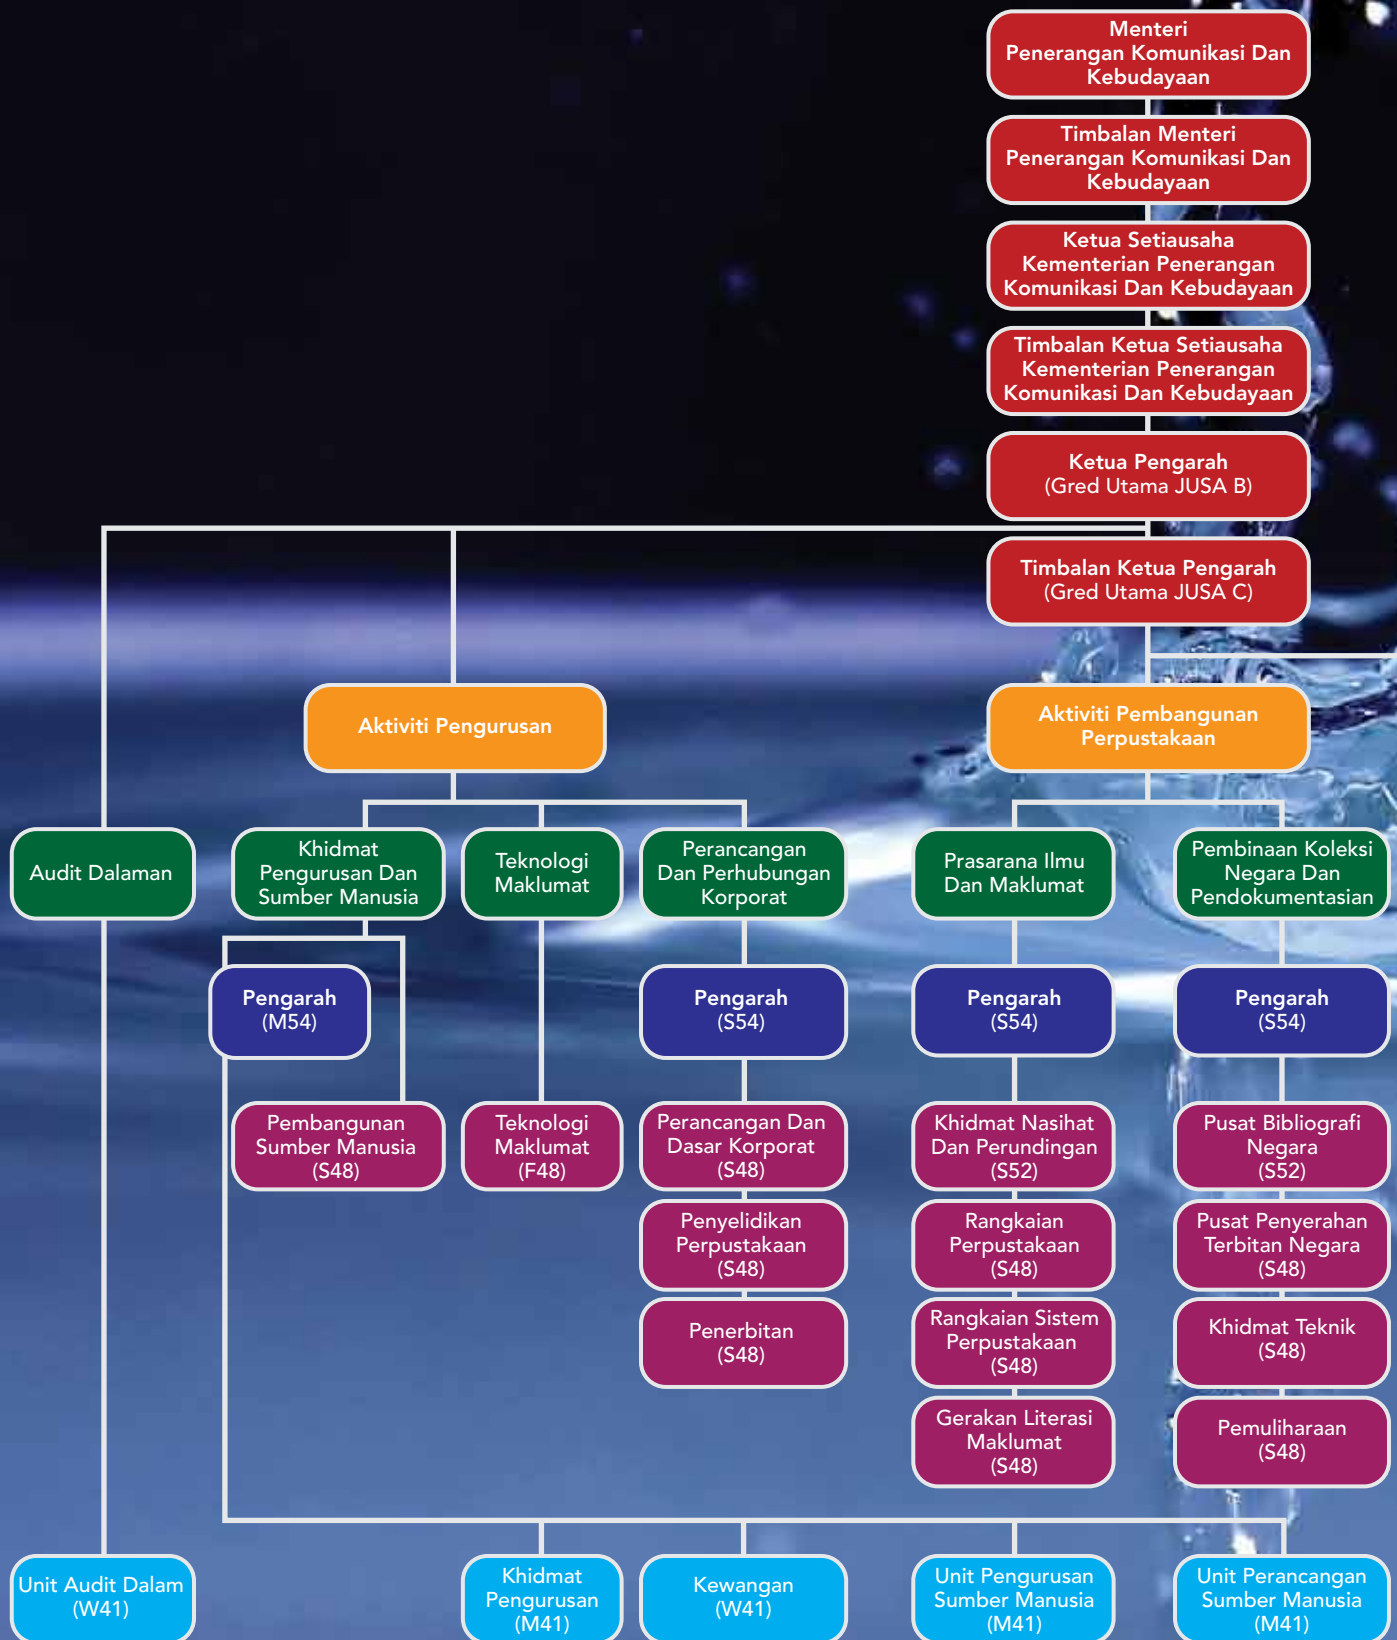 Menteri
Penerangan Komunikasi Dan
Kebudayaan
Timbalan Menteri
Penerangan Komunikasi Dan
Kebudayaan
Ketua Setiausaha
Kementerian Penerangan
Komunikasi Dan Kebudayaan
Timbalan Ketua Setiausaha
Kementerian Penerangan
Komunikasi Dan Kebudayaan
Ketua Pengarah
(Gred Utama JUSA B)
Timbalan Ketua Pengarah
(Gred Utama JUSA C)
Aktiviti Pengurusan
Aktiviti Pembangunan
Perpustakaan
Audit Dalaman
Khidmat
Pengurusan Dan
Sumber Manusia
Teknologi
Maklumat
Perancangan
Dan Perhubungan
Korporat
Prasarana Ilmu
Dan Maklumat
Pembinaan Koleksi
Negara Dan
Pendokumentasian
Pengarah
(M54)
Pengarah
(S54)
Pengarah
(S54)
Pengarah
(S54)
Pembangunan
Sumber Manusia
(S48)
Teknologi
Maklumat
(F48)
Perancangan Dan
Dasar Korporat
(S48)
Khidmat Nasihat
Dan Perundingan
(S52)
Pusat Bibliografi
Negara
(S52)
Penyelidikan
Perpustakaan
(S48)
Rangkaian
Perpustakaan
(S48)
Pusat Penyerahan
Terbitan Negara
(S48)
Penerbitan
(S48)
Rangkaian Sistem
Perpustakaan
(S48)
Khidmat Teknik
(S48)
Gerakan Literasi
Maklumat
(S48)
Pemuliharaan
(S48)
Unit Audit Dalam
(W41)
Khidmat
Pengurusan
(M41)
Kewangan
(W41)
Unit Pengurusan
Sumber Manusia
(M41)
Unit Perancangan
Sumber Manusia
(M41)